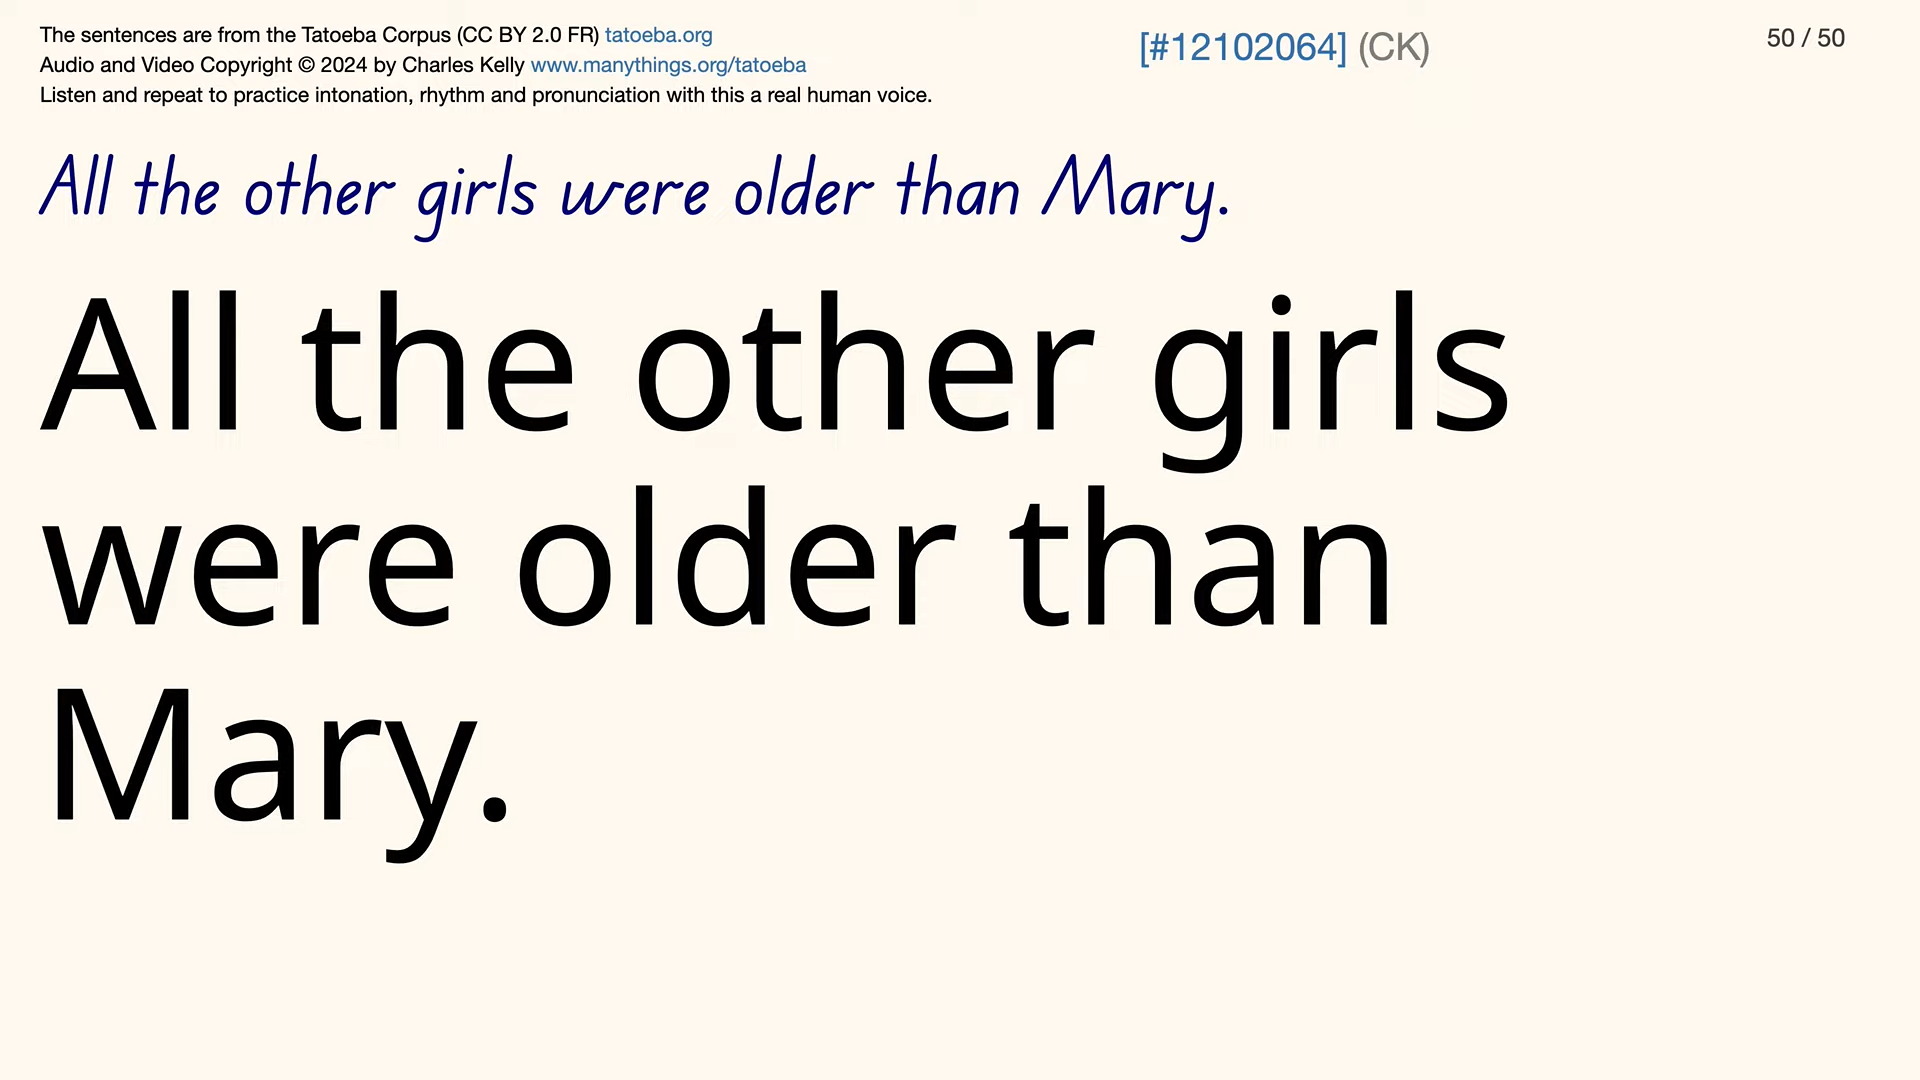 The sentences are from the Tatoeba Corpus (CC BY 2.0 FR) tatoeba.org
Audio and Video Copyright © 2024 by Charles Kelly www.manythings.org/tatoeba
Listen and repeat to practice intonation, rhythm and pronunciation with this a real human voice.
[#12102064] (CK)
50 / 50
All the other girls were older than Mary.
All the other girls
were older than
Mary.